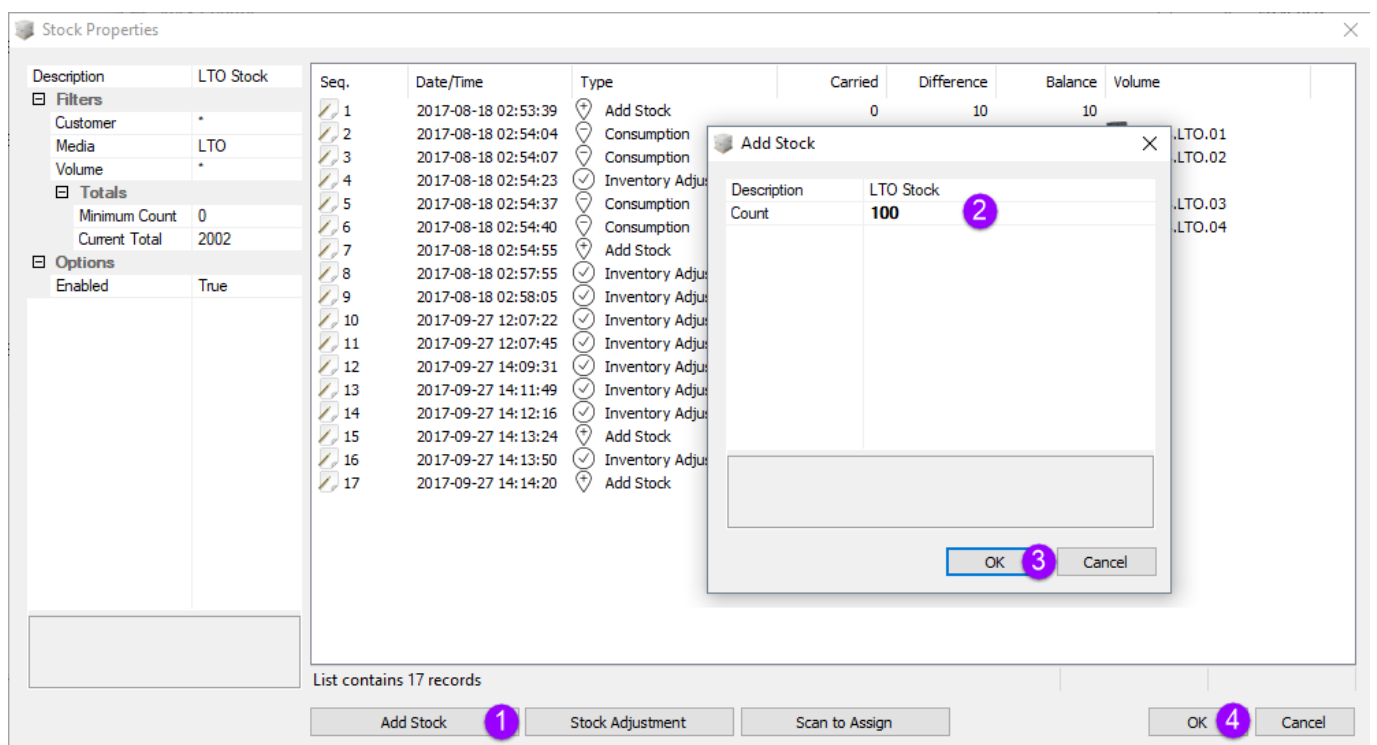 Stock Properties
Description LTO Stock
Filters
Customer *
Media LTO
Volume *
Totals
Minimum Count 0
Current Total 2002
Options
Enabled True
Seq. Date/Time Type Carried Difference Balance Volume
1 2017-08-18 02:53:39 Add Stock 0 10 10
2 2017-08-18 02:54:04 Consumption .LTO.01
3 2017-08-18 02:54:07 Consumption .LTO.02
4 2017-08-18 02:54:23 Inventory Adju
5 2017-08-18 02:54:37 Consumption .LTO.03
6 2017-08-18 02:54:40 Consumption .LTO.04
7 2017-08-18 02:54:55 Add Stock
8 2017-08-18 02:57:55 Inventory Adju
9 2017-08-18 02:58:05 Inventory Adju
10 2017-09-27 12:07:22 Inventory Adju
11 2017-09-27 12:07:45 Inventory Adju
12 2017-09-27 14:09:31 Inventory Adju
13 2017-09-27 14:11:49 Inventory Adju
14 2017-09-27 14:12:16 Inventory Adju
15 2017-09-27 14:13:24 Add Stock
16 2017-09-27 14:13:50 Inventory Adju
17 2017-09-27 14:14:20 Add Stock
Add Stock
Description LTO Stock
Count 100 2
OK 3 Cancel
List contains 17 records
Add Stock 1 Stock Adjustment Scan to Assign OK 4 Cancel